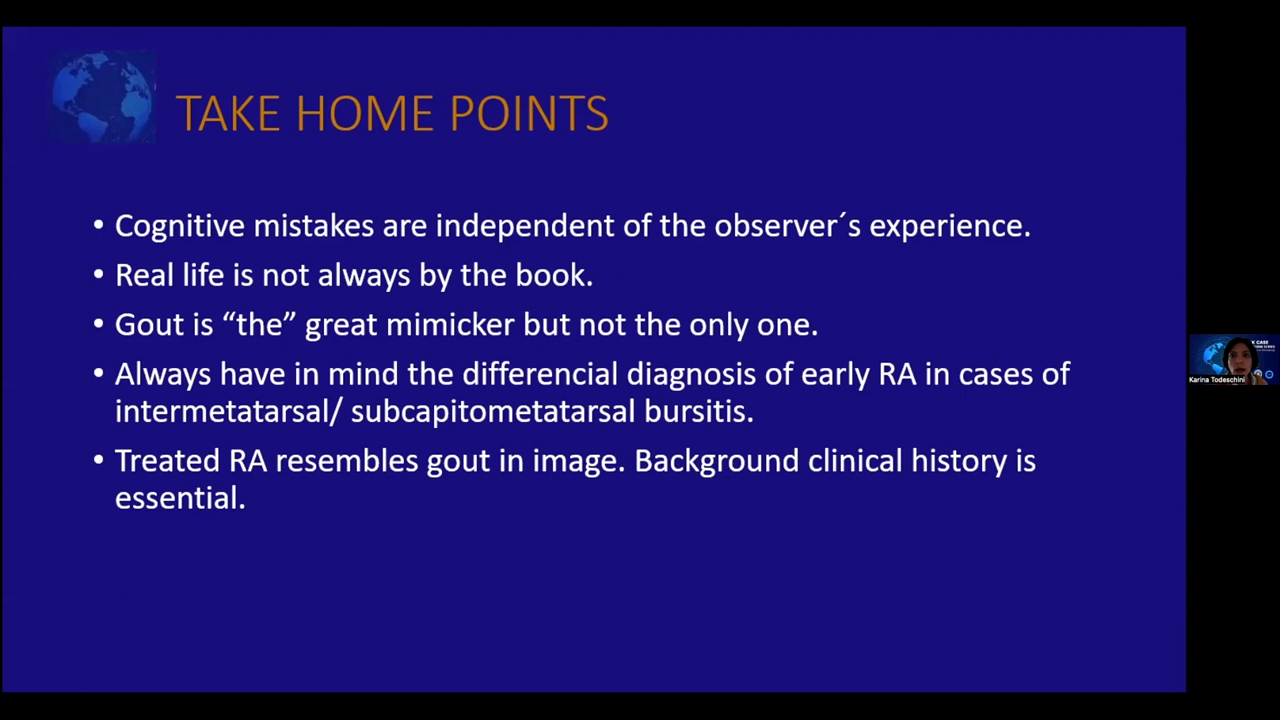 TAKE HOME POINTS
• Cognitive mistakes are independent of the observer´s experience.
• Real life is not always by the book.
• Gout is “the” great mimicker but not the only one.
• Always have in mind the differencial diagnosis of early RA in cases of
intermetatarsal/ subcapitometatarsal bursitis.
• Treated RA resembles gout in image. Background clinical history is
essential.
Karina Todeschini